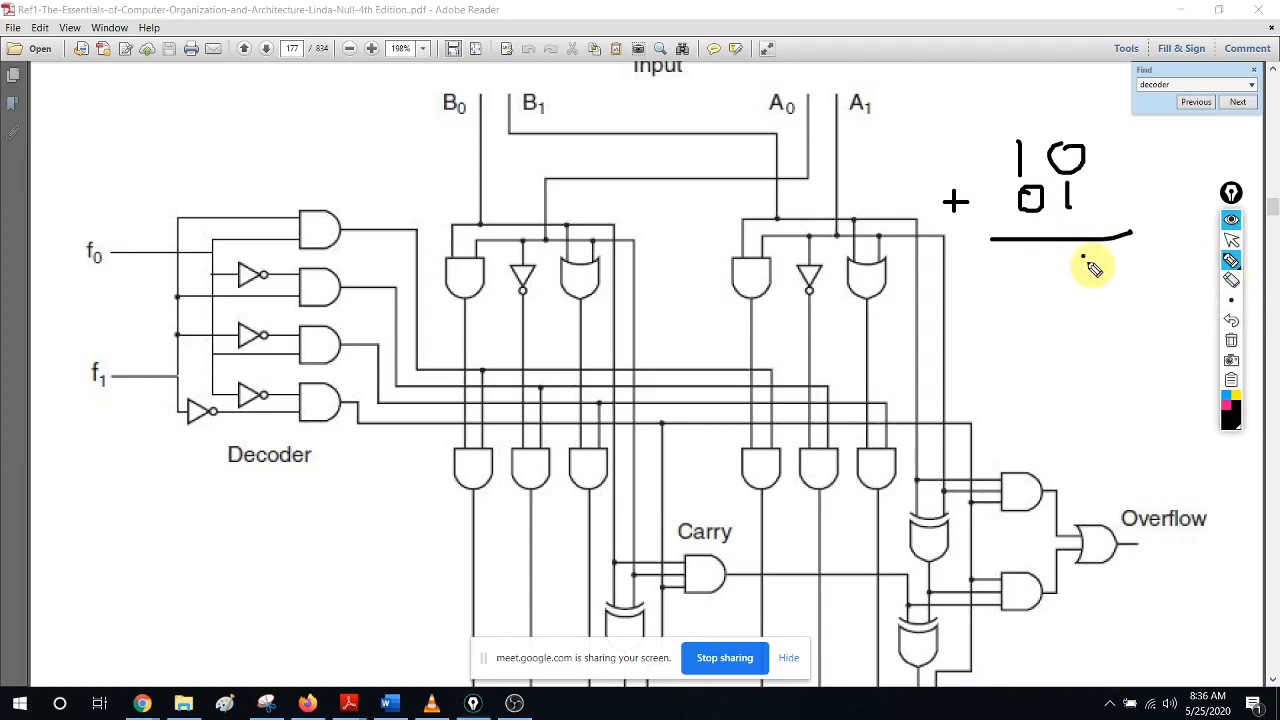 Ref1-The-Essentials-of-Computer-Organization-and-Architecture-Linda-Null-4th Edition..pdf - Adobe Reader
File Edit View Window Help
Open 177 / 834 198% Tools Fill & Sign Comment
Find
decoder
Previous Next
Input
B0 B1 A0 A1
1 0
+ 0 1
f0
f1
Decoder
Carry
Overflow
meet.google.com is sharing your screen. Stop sharing Hide
8:36 AM
5/25/2020
1